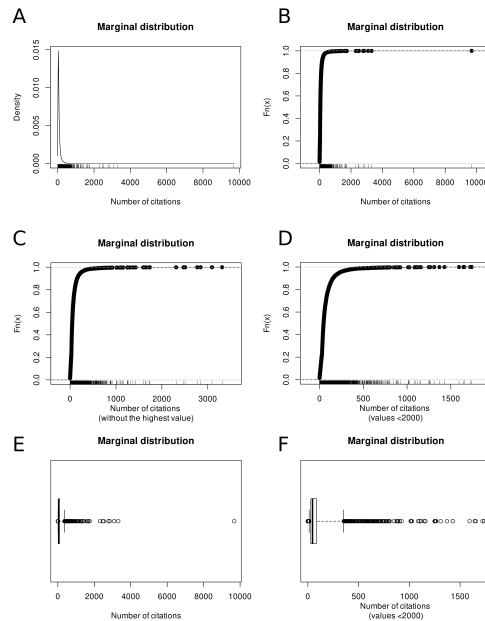 A
Marginal distribution
Density
0.000 0.005 0.010 0.015
0 2000 4000 6000 8000 10000
Number of citations
B
Marginal distribution
Fn(x)
0.0 0.2 0.4 0.6 0.8 1.0
0 2000 4000 6000 8000
Number of citations
C
Marginal distribution
Fn(x)
0.0 0.2 0.4 0.6 0.8 1.0
0 1000 2000 3000
Number of citations
(without the highest value)
D
Marginal distribution
Fn(x)
0.0 0.2 0.4 0.6 0.8 1.0
0 500 1000 1500
Number of citations
(values <2000)
E
Marginal distribution
0 2000 4000 6000 8000 10000
Number of citations
F
Marginal distribution
0 500 1000 1500
Number of citations
(values <2000)